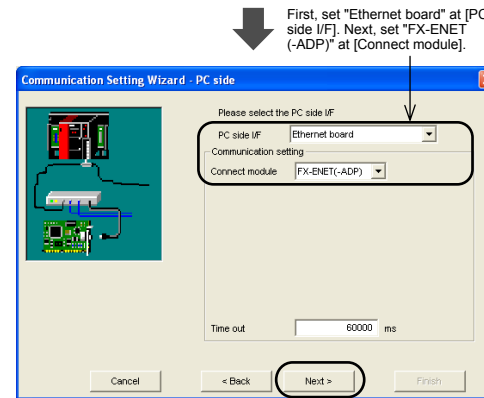 First, set "Ethernet board" at [PC
side I/F]. Next, set "FX-ENET
(-ADP)" at [Connect module].
Communication Setting Wizard - PC side
Please select the PC side I/F
PC side I/F Ethernet board
Communication setting
Connect module FX-ENET(-ADP)
Time out 60000 ms
Cancel < Back Next > Finish